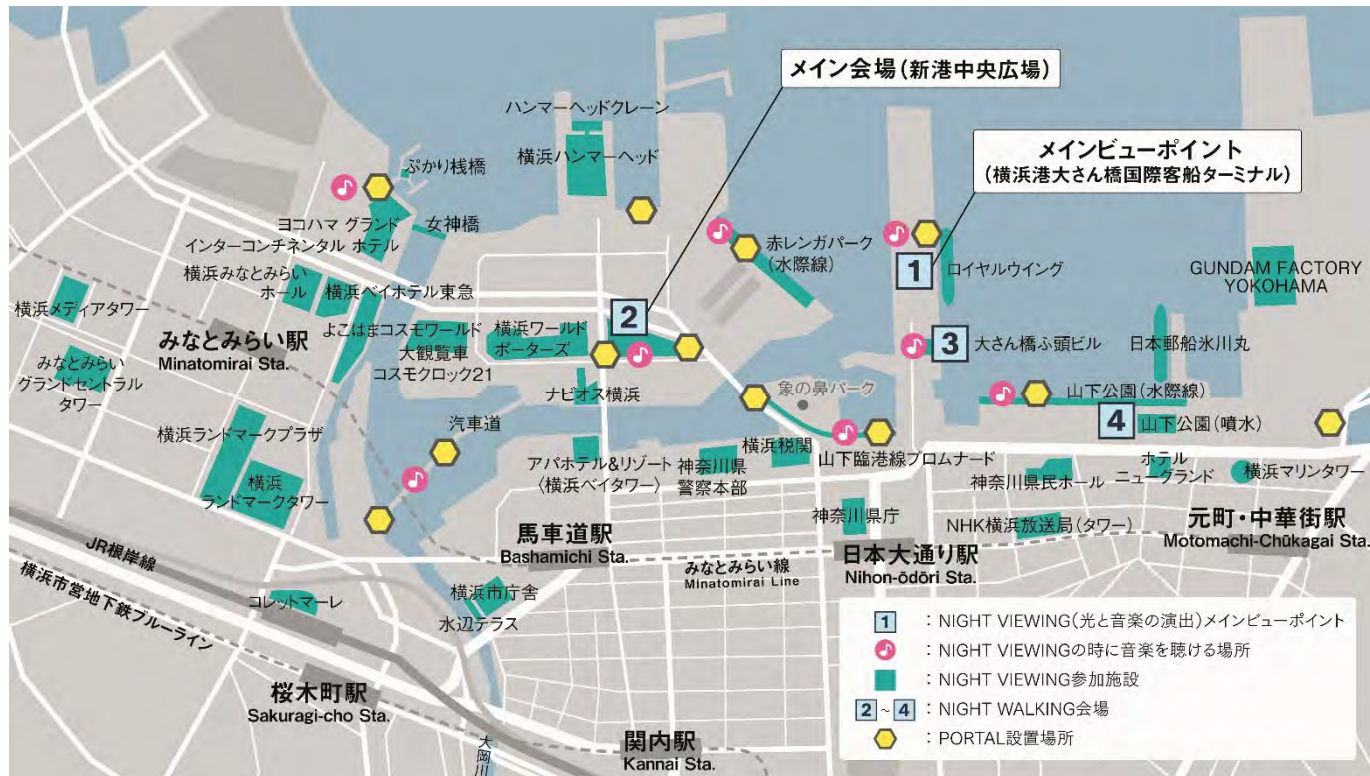 メイン会場(新港中央広場)
ハンマーヘッドクレーン
横浜ハンマーヘッド
メインビューポイント
(横浜港大さん橋国際客船ターミナル)
ぷかり桟橋
ヨコハマ グランド
インターコンチネンタル ホテル
女神橋
赤レンガパーク
(水際線)
1
ロイヤルウイング
GUNDAM FACTORY
YOKOHAMA
横浜みなとみらい
ホール
横浜ベイホテル東急
横浜メディアタワー
みなとみらい駅
Minatomirai Sta.
よこはまコスモワールド
大観覧車
コスモクロック21
横浜ワールド
ポーターズ
2
3
大さん橋ふ頭ビル
日本郵船氷川丸
みなとみらい
グランドセントラル
タワー
ナビオス横浜
象の鼻パーク
山下公園(水際線)
4
山下公園(噴水)
汽車道
横浜ランドマークプラザ
横浜
ランドマークタワー
アパホテル&リゾート
〈横浜ベイタワー〉
神奈川県
警察本部
横浜税関
山下臨港線プロムナード
神奈川県民ホール
ホテル
ニューグランド
横浜マリンタワー
神奈川県庁
NHK横浜放送局(タワー)
馬車道駅
Bashamichi Sta.
みなとみらい線
Minatomirai Line
日本大通り駅
Nihon-ōdōri Sta.
元町・中華街駅
Motomachi-Chūkagai Sta.
JR根岸線
横浜市営地下鉄ブルーライン
コレットマーレ
横浜市庁舎
水辺テラス
桜木町駅
Sakuragi-cho Sta.
大岡川
関内駅
Kannai Sta.
1 : NIGHT VIEWING(光と音楽の演出)メインビューポイント
: NIGHT VIEWINGの時に音楽を聴ける場所
: NIGHT VIEWING参加施設
2~4 : NIGHT WALKING会場
: PORTAL設置場所